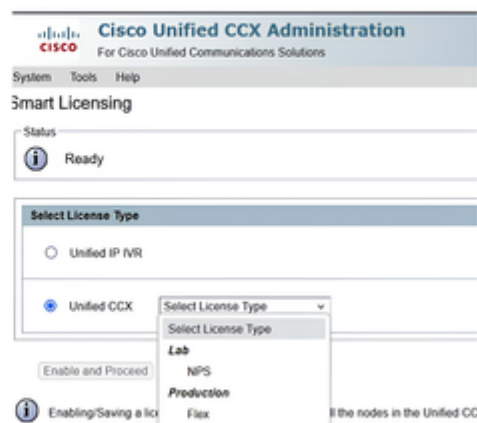 CISCO
Cisco Unified CCX Administration
For Cisco Unified Communications Solutions
System Tools Help
Smart Licensing
Status
Ready
Select License Type
Unified IP IVR
Unified CCX Select License Type
Select License Type
Lab
NPS
Enable and Proceed
Production
Flex
Enabling/Saving a lic ll the nodes in the Unified CC